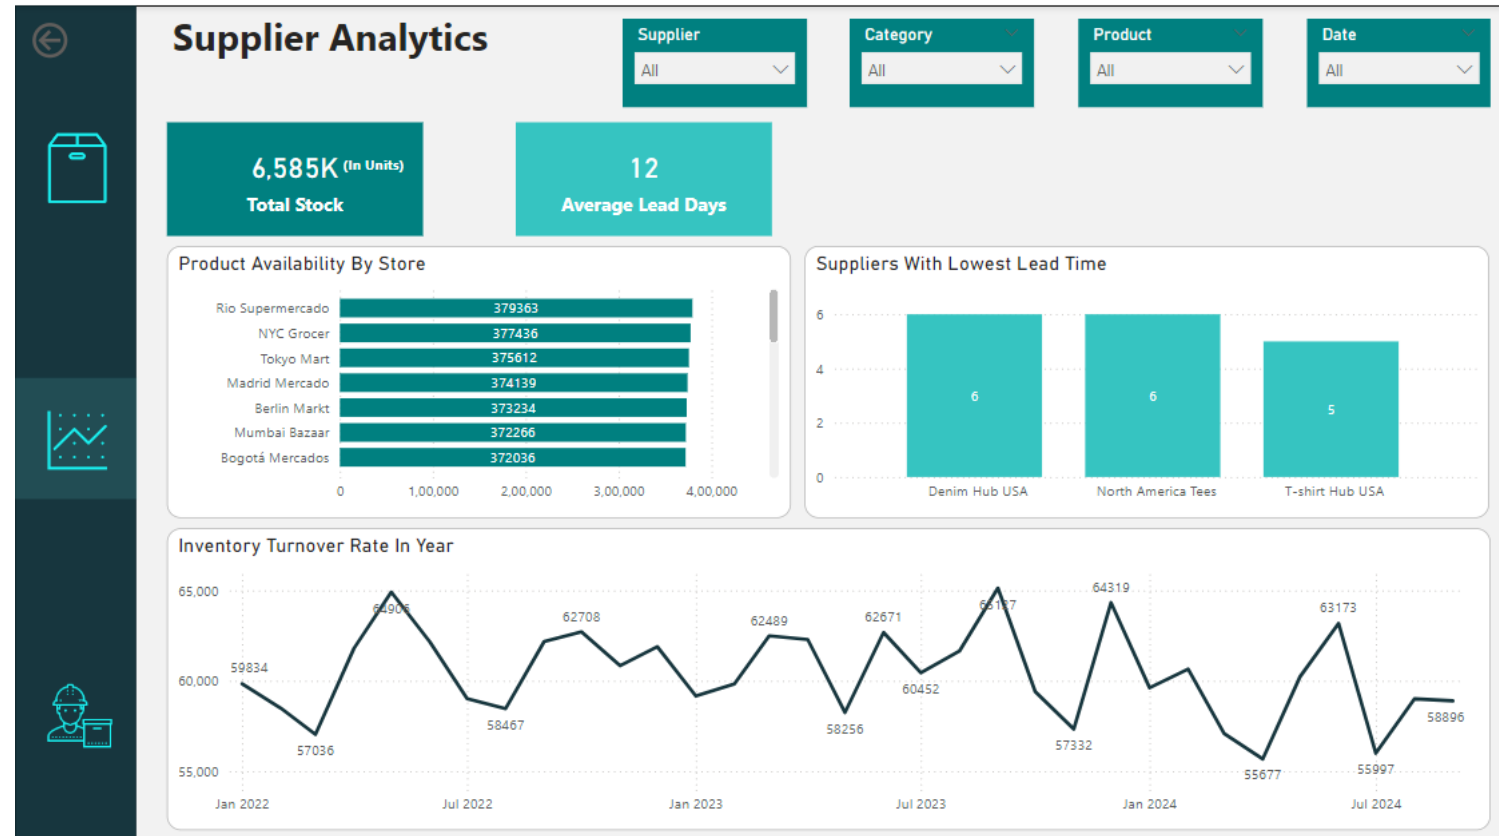 Supplier Analytics
Supplier
All
Category
All
Product
All
Date
All
6,585K (In Units)
Total Stock
12
Average Lead Days
Product Availability By Store
Rio Supermercado 379363
NYC Grocer 377436
Tokyo Mart 375612
Madrid Mercado 374139
Berlin Markt 373234
Mumbai Bazaar 372266
Bogotá Mercados 372036
0 1,00,000 2,00,000 3,00,000 4,00,000
Suppliers With Lowest Lead Time
6
4
2
0
6 6 5
Denim Hub USA North America Tees T-shirt Hub USA
Inventory Turnover Rate In Year
65,000
60,000
55,000
59834
57036
58467
62708
62489
58256
62671
60452
57332
64319
55677
63173
55997
58896
Jan 2022 Jul 2022 Jan 2023 Jul 2023 Jan 2024 Jul 2024